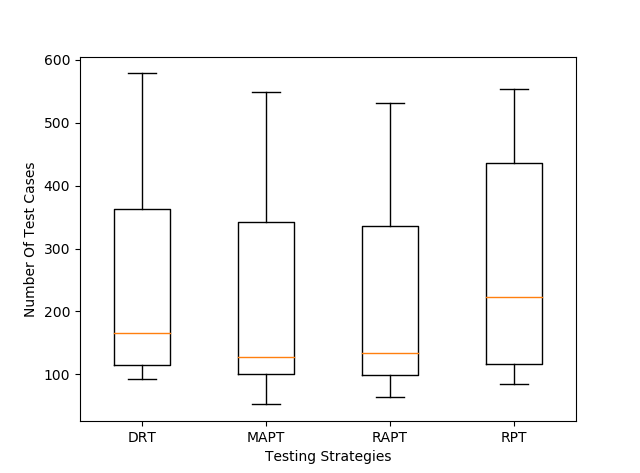 600
500
400
300
200
100
Number Of Test Cases
DRT MAPT RAPT RPT
Testing Strategies